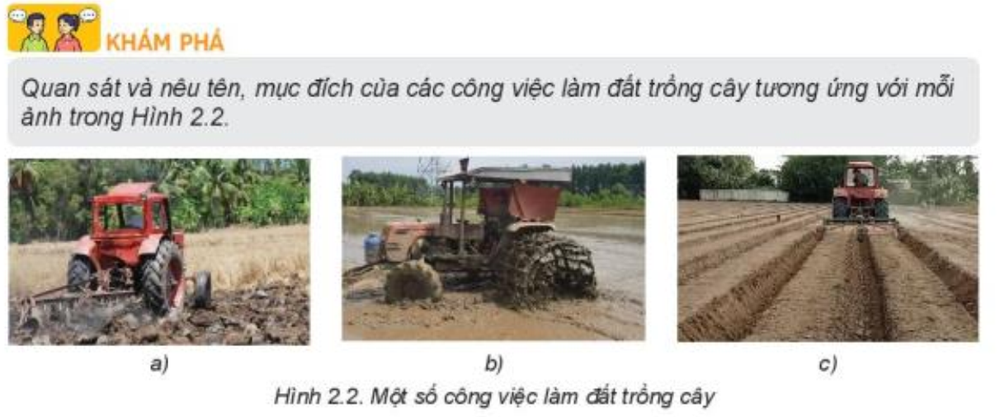 KHÁM PHÁ
Quan sát và nêu tên, mục đích của các công việc làm đất trồng cây tương ứng với mỗi
ảnh trong Hình 2.2.
a)
b)
c)
Hình 2.2. Một số công việc làm đất trồng cây